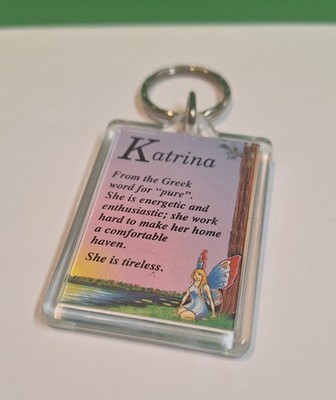 Katrina
From the Greek
word for "pure".
She is energetic and
enthusiastic; she work
hard to make her home
a comfortable
haven.
She is tireless.